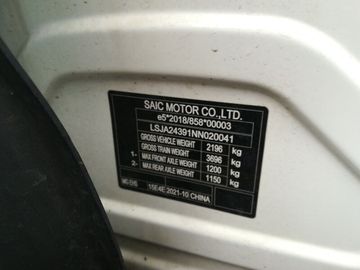 SAIC MOTOR CO.,LTD.
e5*2018/858*00003
LSJA24391NN020041
GROSS VEHICLE WEIGHT 2196 kg
GROSS TRAIN WEIGHT 3696 kg
1- MAX FRONT AXLE WEIGHT 1200 kg
2- MAX REAR AXLE WEIGHT 1150 kg
15E4E 2021-10 CHINA